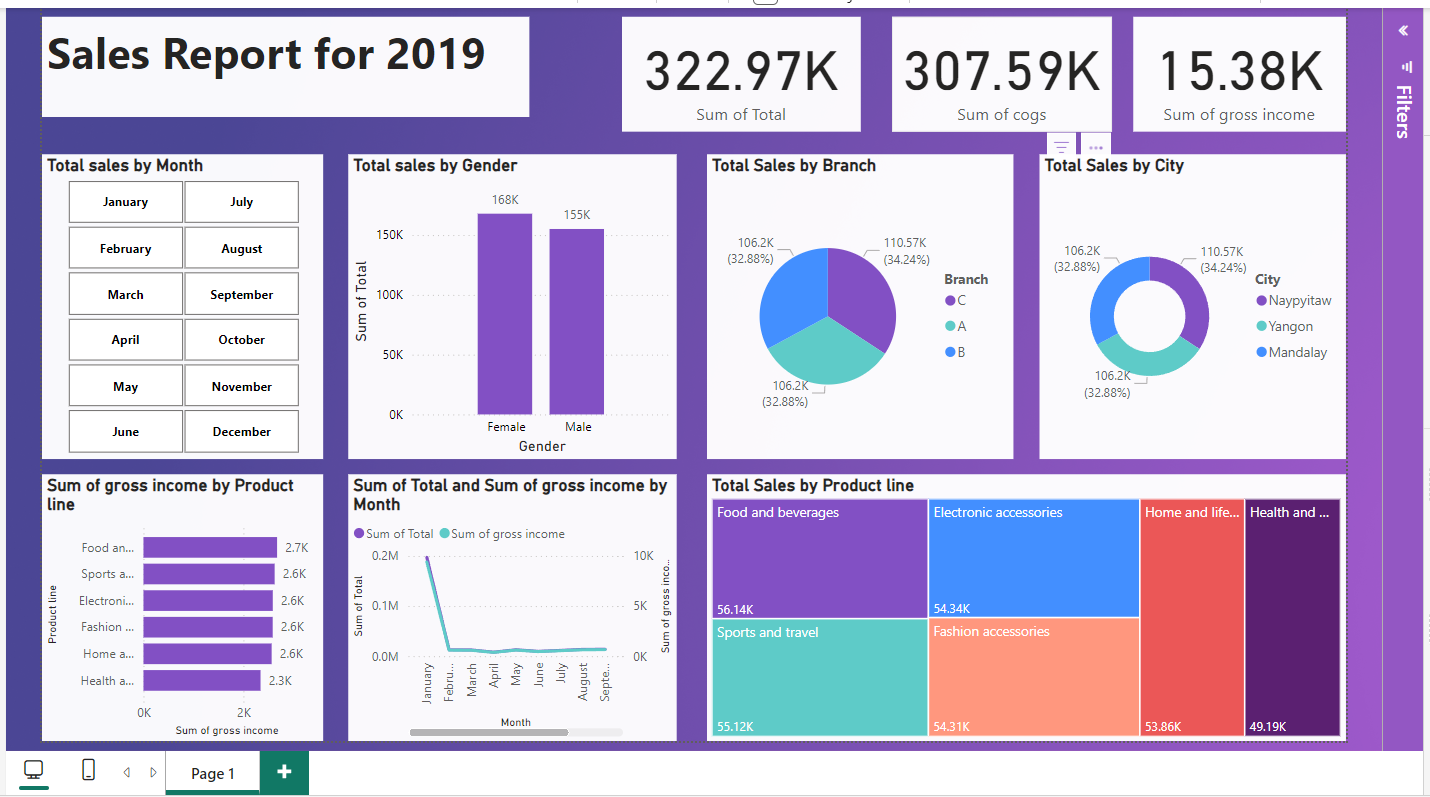 Sales Report for 2019
322.97K
Sum of Total
307.59K
Sum of cogs
15.38K
Sum of gross income
Filters
Total sales by Month
January
July
February
August
March
September
April
October
May
November
June
December
Total sales by Gender
168K
155K
150K
100K
50K
0K
Sum of Total
Female
Male
Gender
Total Sales by Branch
106.2K
(32.88%)
110.57K
(34.24%)
106.2K
(32.88%)
Branch
C
A
B
Total Sales by City
106.2K
(32.88%)
110.57K
(34.24%)
106.2K
(32.88%)
City
Naypyitaw
Yangon
Mandalay
Sum of gross income by Product
line
Product line
Food an...
2.7K
Sports a...
2.6K
Electroni...
2.6K
Fashion ...
2.6K
Home a...
2.6K
Health a...
2.3K
0K
2K
Sum of gross income
Sum of Total and Sum of gross income by
Month
Sum of Total
Sum of gross income
0.2M
0.1M
0.0M
Sum of Total
10K
5K
0K
Sum of gross inco...
January
Febru...
March
April
May
June
July
August
Septe...
Month
Total Sales by Product line
Food and beverages
56.14K
Electronic accessories
54.34K
Home and life...
53.86K
Health and ...
49.19K
Sports and travel
55.12K
Fashion accessories
54.31K
Page 1